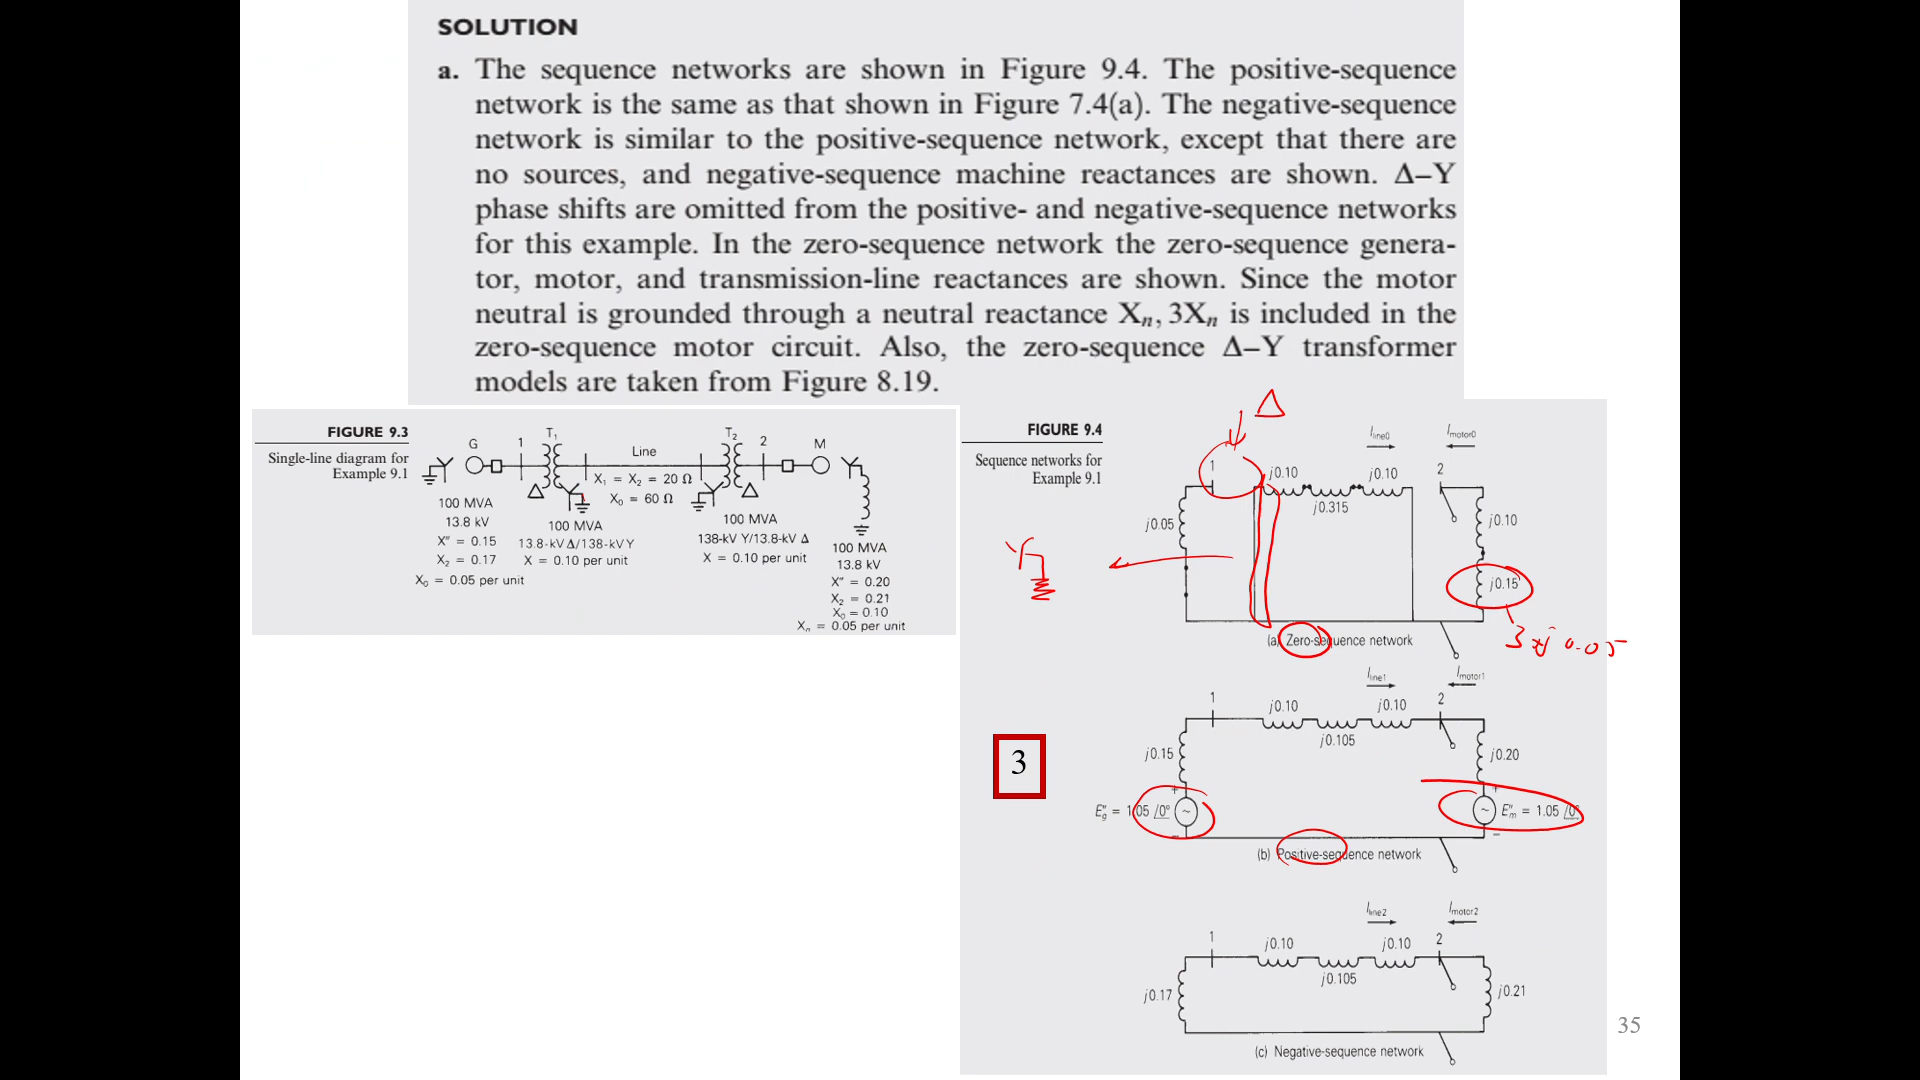 SOLUTION
a. The sequence networks are shown in Figure 9.4. The positive-sequence
network is the same as that shown in Figure 7.4(a). The negative-sequence
network is similar to the positive-sequence network, except that there are
no sources, and negative-sequence machine reactances are shown. Δ–Y
phase shifts are omitted from the positive- and negative-sequence networks
for this example. In the zero-sequence network the zero-sequence genera-
tor, motor, and transmission-line reactances are shown. Since the motor
neutral is grounded through a neutral reactance Xn, 3Xn is included in the
zero-sequence motor circuit. Also, the zero-sequence Δ–Y transformer
models are taken from Figure 8.19.
FIGURE 9.3
Single-line diagram for
Example 9.1
G 1 T1 Line T2 2 M
X1 = X2 = 20 Ω
X0 = 60 Ω
100 MVA
13.8 kV
X" = 0.15
X2 = 0.17
X0 = 0.05 per unit
100 MVA
13.8-kV Δ/138-kV Y
X = 0.10 per unit
100 MVA
138-kV Y/13.8-kV Δ
X = 0.10 per unit
100 MVA
13.8 kV
X" = 0.20
X2 = 0.21
X0 = 0.10
Xn = 0.05 per unit
FIGURE 9.4
Sequence networks for
Example 9.1
Δ
Iline0 Imotor0
1 j0.10 j0.10 2
j0.315
j0.05 j0.10
j0.15
3 x j 0.05
(a) Zero-sequence network
Iline1 Imotor1
1 j0.10 j0.10 2
j0.105
j0.15 j0.20
E"g = 1.05 /0° + ~ −
+ ~ − E"m = 1.05 /0°
(b) Positive-sequence network
3
Iline2 Imotor2
1 j0.10 j0.10 2
j0.105
j0.17 j0.21
(c) Negative-sequence network
35